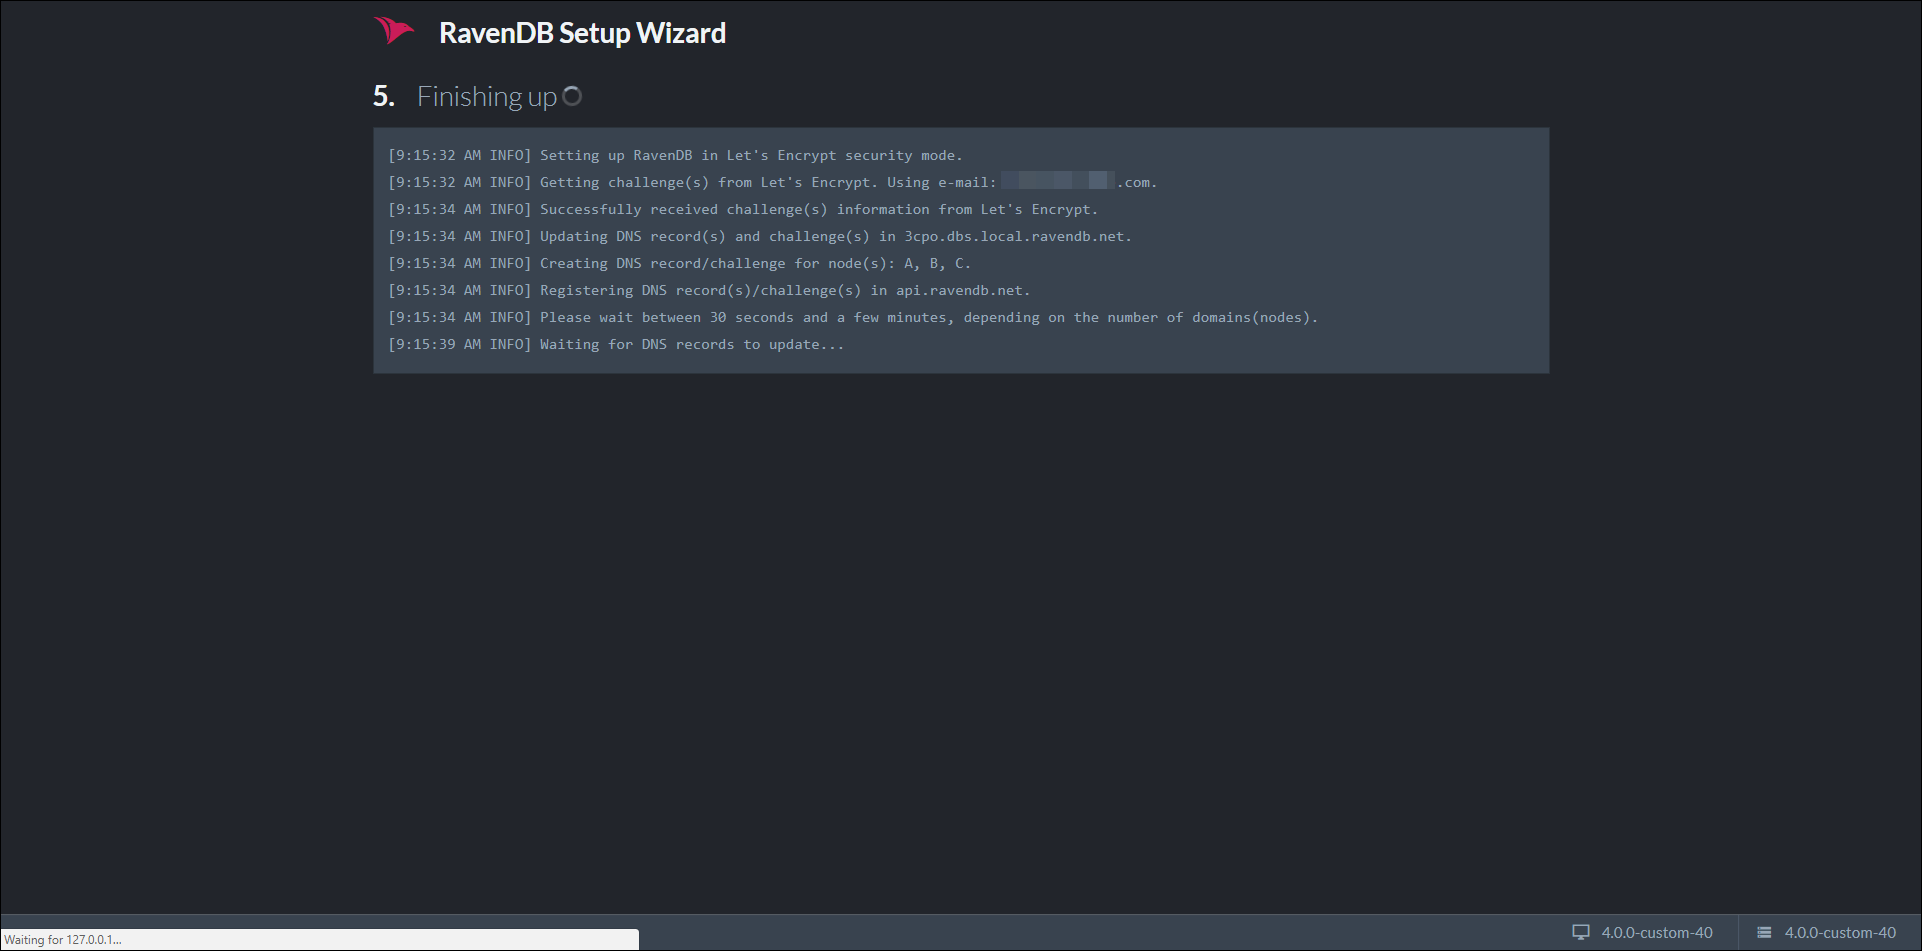 RavenDB Setup Wizard
5. Finishing up
[9:15:32 AM INFO] Setting up RavenDB in Let's Encrypt security mode.
[9:15:32 AM INFO] Getting challenge(s) from Let's Encrypt. Using e-mail: .com.
[9:15:34 AM INFO] Successfully received challenge(s) information from Let's Encrypt.
[9:15:34 AM INFO] Updating DNS record(s) and challenge(s) in 3cpo.dbs.local.ravendb.net.
[9:15:34 AM INFO] Creating DNS record/challenge for node(s): A, B, C.
[9:15:34 AM INFO] Registering DNS record(s)/challenge(s) in api.ravendb.net.
[9:15:34 AM INFO] Please wait between 30 seconds and a few minutes, depending on the number of domains(nodes).
[9:15:39 AM INFO] Waiting for DNS records to update...
4.0.0-custom-40 4.0.0-custom-40
Waiting for 127.0.0.1...